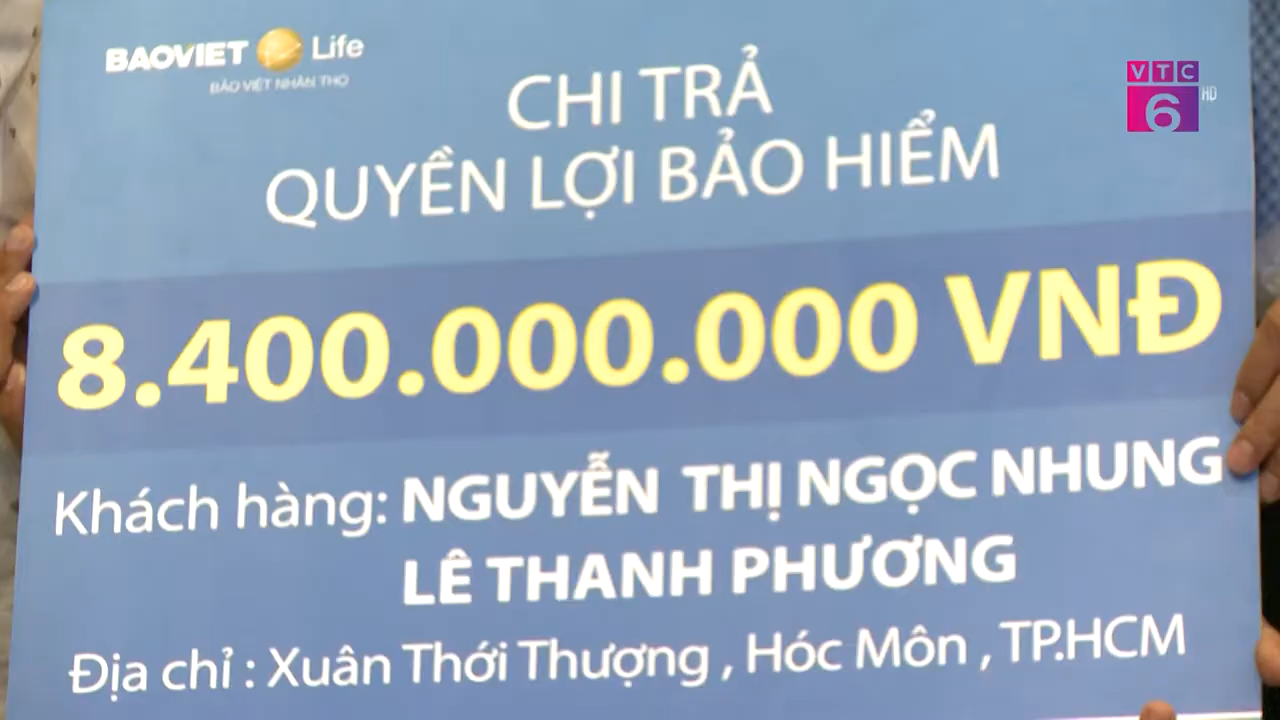 BAOVIET Life
BẢO VIỆT NHÂN THỌ
VTC
6 HD
CHI TRẢ
QUYỀN LỢI BẢO HIỂM
8.400.000.000 VNĐ
Khách hàng: NGUYỄN THỊ NGỌC NHUNG
LÊ THANH PHƯƠNG
Địa chỉ : Xuân Thới Thượng , Hóc Môn , TP.HCM